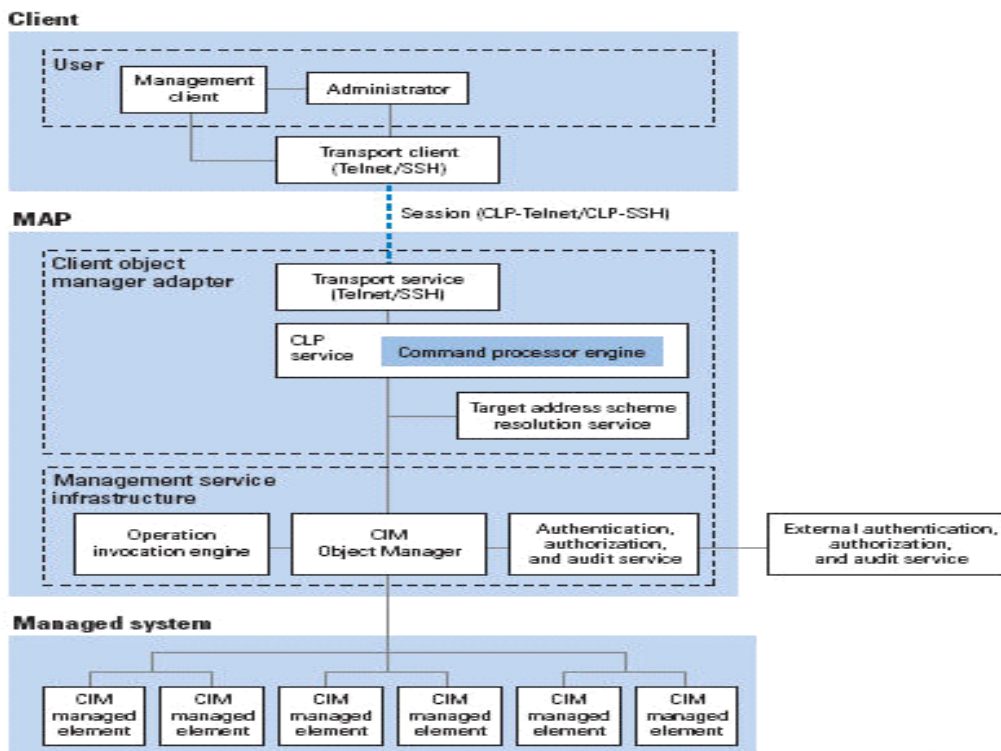 Client
User
Management
client
Administrator
Transport client
(Telnet/SSH)
Session (CLP-Telnet/CLP-SSH)
MAP
Client object
manager adapter
Transport service
(Telnet/SSH)
CLP
service
Command processor engine
Target address scheme
resolution service
Management service
infrastructure
Operation
invocation engine
CIM
Object Manager
Authentication,
authorization,
and audit service
External authentication,
authorization,
and audit service
Managed system
CIM
managed
element
CIM
managed
element
CIM
managed
element
CIM
managed
element
CIM
managed
element
CIM
managed
element